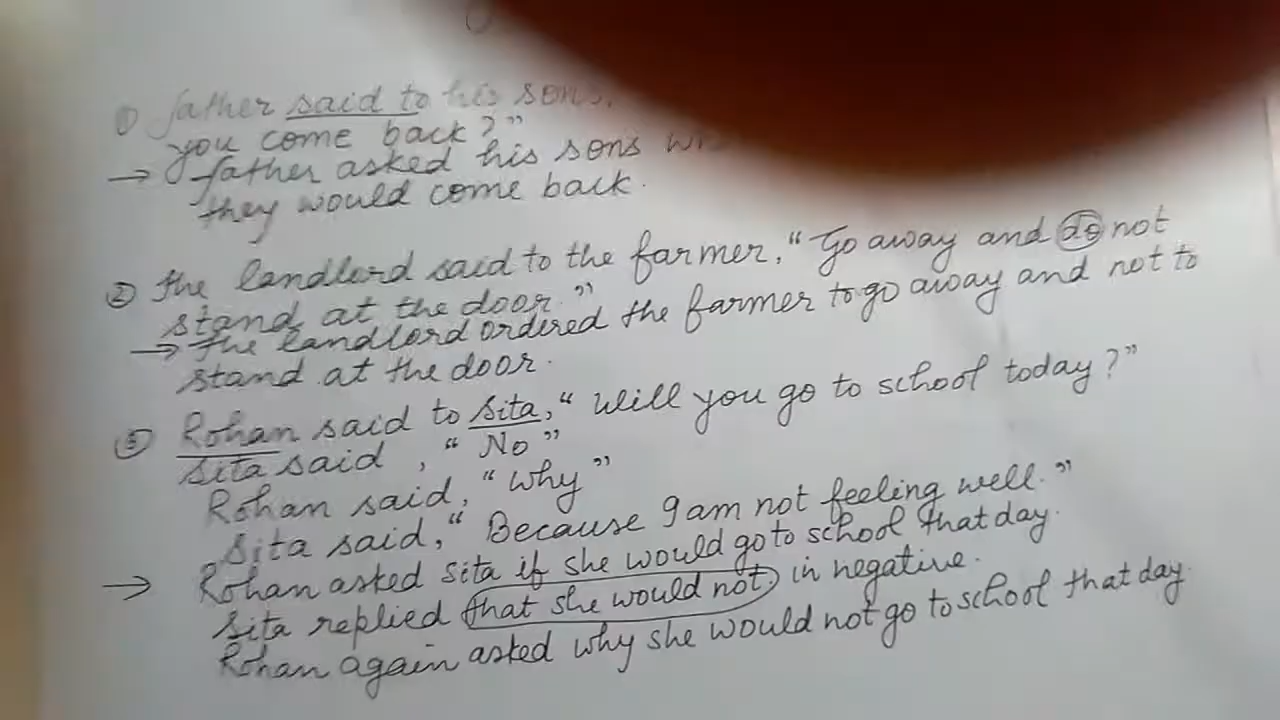 ① father said to his sons,
you come back?”
→ father asked his sons
they would come back.
② The landlord said to the farmer, “Go away and do not
stand at the door.”
→ The landlord ordered the farmer to go away and not to
stand at the door.
③ Rohan said to Sita, “Will you go to school today?”
Sita said, “No”
Rohan said, “Why”
Sita said, “Because I am not feeling well.”
→ Rohan asked Sita if she would go to school that day.
Sita replied that she would not in negative.
Rohan again asked why she would not go to school that day.